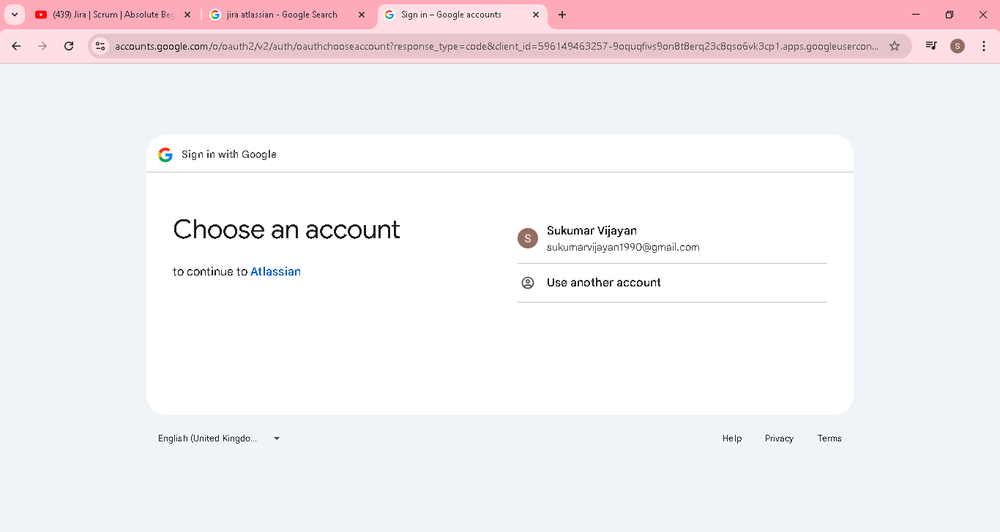 (439) Jira | Scrum | Absolute Beg
jira atlassian - Google Search
Sign in – Google accounts
accounts.google.com/o/oauth2/v2/auth/oauthchooseaccount?response_type=code&client_id=596149463257-9oquqfivs9on8t8erq23c8qso6vk3cp1.apps.googleusercon...
S
Sign in with Google
Choose an account
to continue to Atlassian
S
Sukumar Vijayan
sukumarvijayan1990@gmail.com
Use another account
English (United Kingdo...
Help
Privacy
Terms